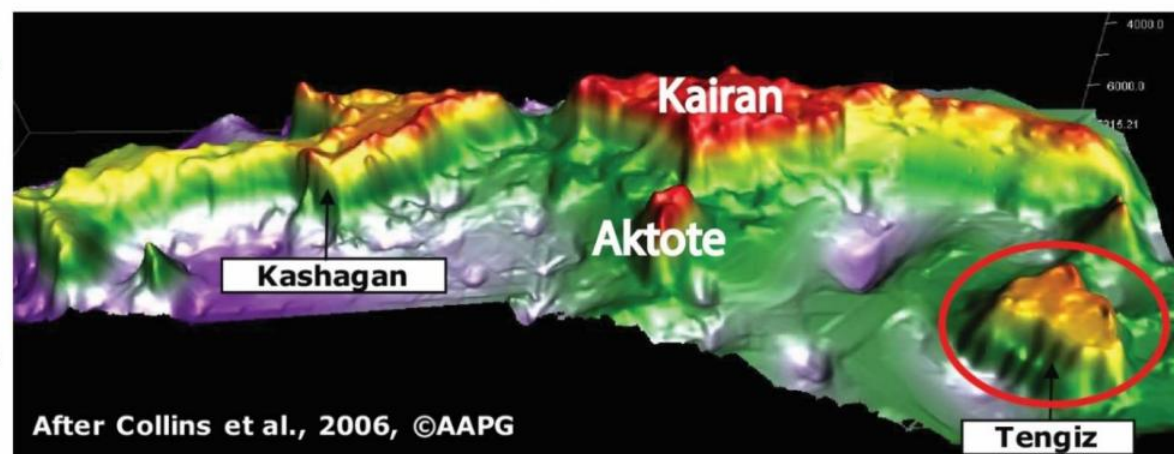 4000.0
Kairan
6000.0
Aktote
Kashagan
After Collins et al., 2006, ©AAPG
Tengiz